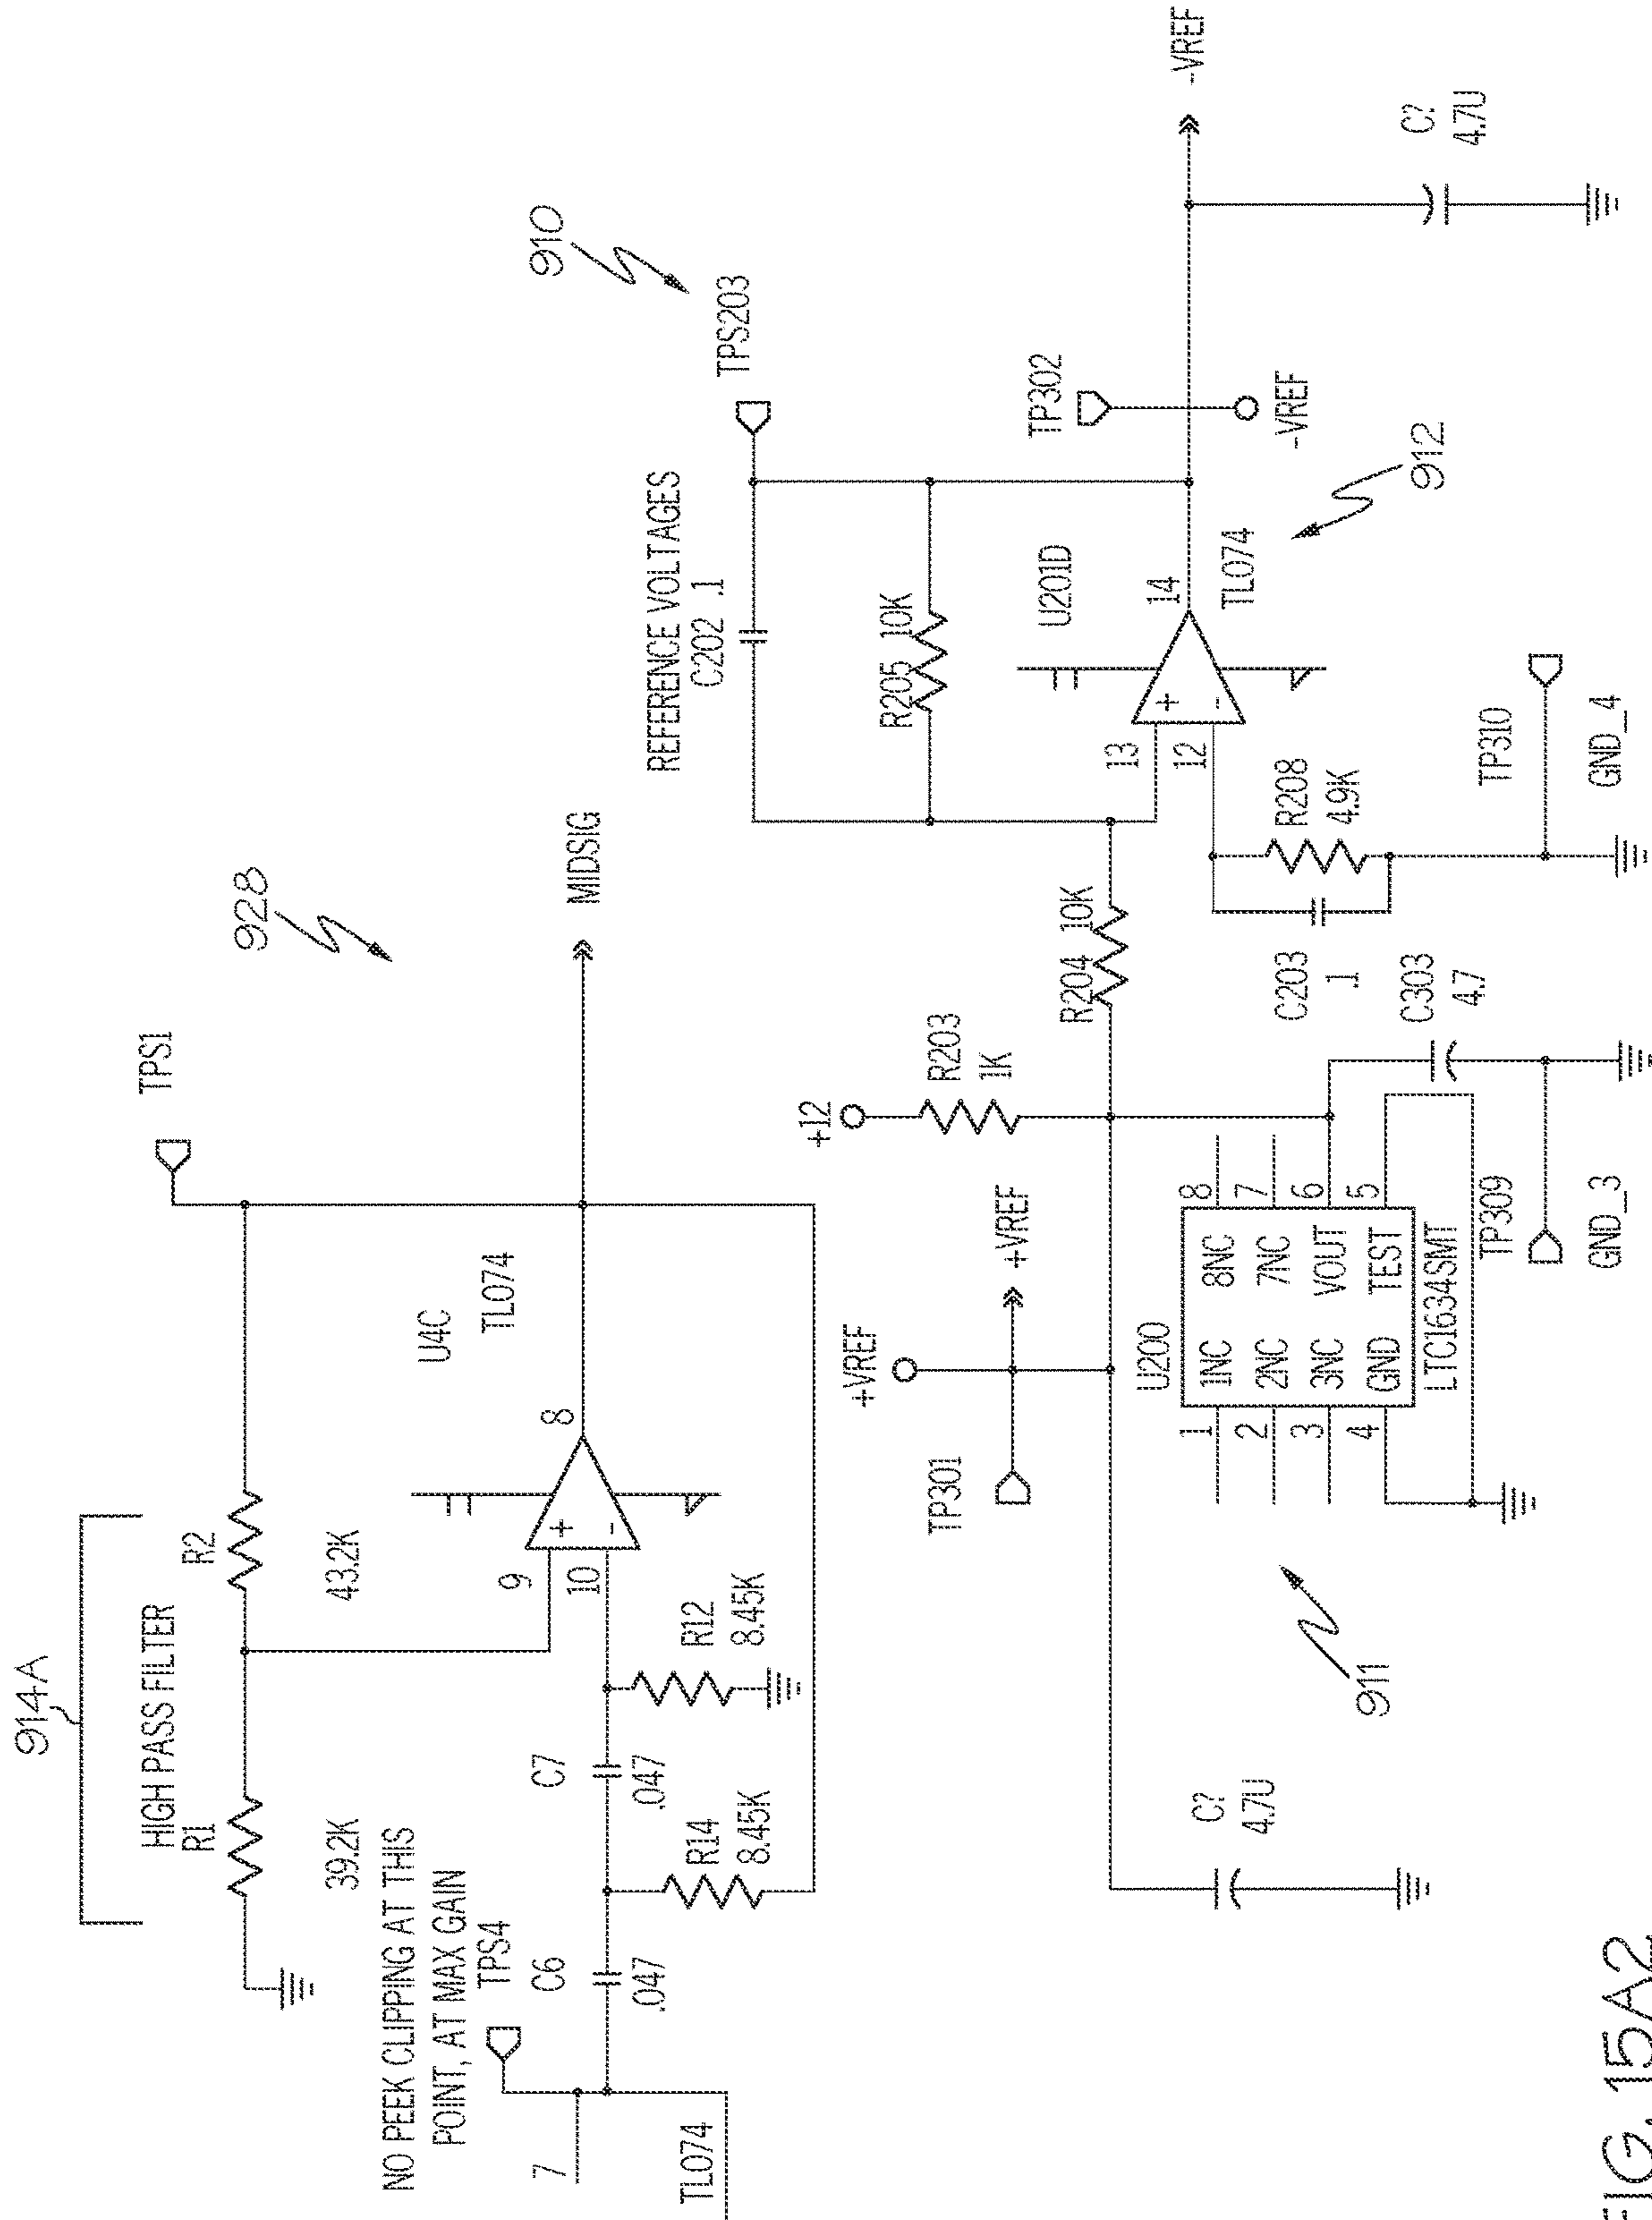 914A
HIGH PASS FILTER
R1
39.2K
R2
43.2K
TPS1
928
NO PEEK CLIPPING AT THIS
POINT, AT MAX GAIN
TPS4
7
TL074
C6
.047
C7
.047
R14
8.45K
R12
8.45K
9
10
+
-
8
U4C
TL074
MIDSIG
REFERENCE VOLTAGES
C202 .1
TPS203
910
R205 10K
+VREF
TP301
+VREF
+12
R203
1K
R204 10K
13
12
+
-
14
U201D
TL074
TP302
-VREF
912
-VREF
C?
4.7U
C?
4.7U
911
U200
1 1NC 8NC 8
2 2NC 7NC 7
3 3NC VOUT 6
4 GND TEST 5
LTC1634SMT
TP309
GND_3
C303
4.7
C203
.1
R208
4.9K
TP310
GND_4
FIG. 15A2